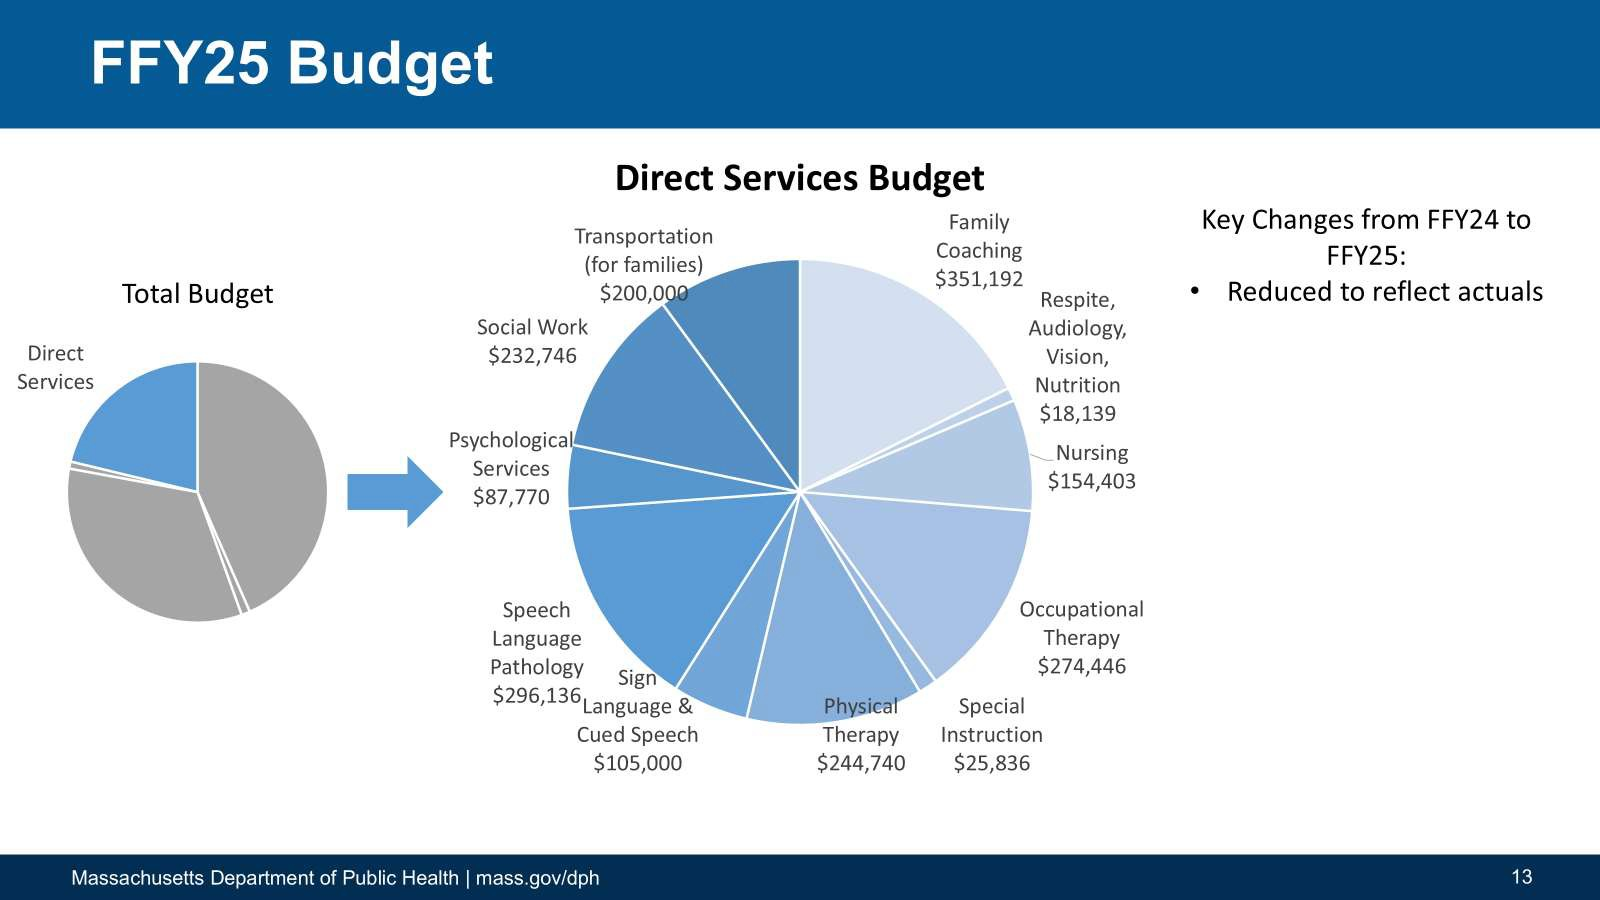 FFY25 Budget
Direct Services Budget
Total Budget
Direct
Services
Transportation
(for families)
$200,000
Social Work
$232,746
Psychological
Services
$87,770
Speech
Language
Pathology
$296,136
Sign
Language &
Cued Speech
$105,000
Physical
Therapy
$244,740
Special
Instruction
$25,836
Occupational
Therapy
$274,446
Nursing
$154,403
Respite,
Audiology,
Vision,
Nutrition
$18,139
Family
Coaching
$351,192
Key Changes from FFY24 to
FFY25:
• Reduced to reflect actuals
Massachusetts Department of Public Health | mass.gov/dph
13